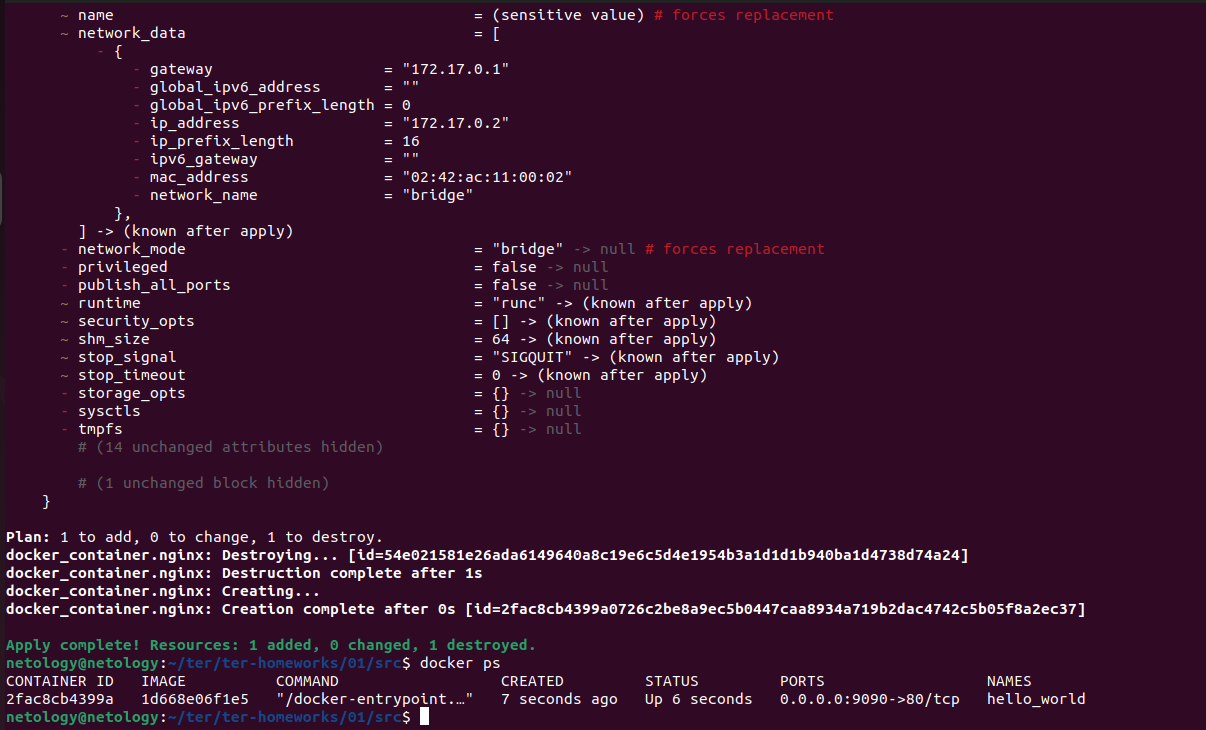 ~ name = (sensitive value) # forces replacement
~ network_data = [
- {
- gateway = "172.17.0.1"
- global_ipv6_address = ""
- global_ipv6_prefix_length = 0
- ip_address = "172.17.0.2"
- ip_prefix_length = 16
- ipv6_gateway = ""
- mac_address = "02:42:ac:11:00:02"
- network_name = "bridge"
},
] -> (known after apply)
- network_mode = "bridge" -> null # forces replacement
- privileged = false -> null
- publish_all_ports = false -> null
~ runtime = "runc" -> (known after apply)
~ security_opts = [] -> (known after apply)
~ shm_size = 64 -> (known after apply)
~ stop_signal = "SIGQUIT" -> (known after apply)
~ stop_timeout = 0 -> (known after apply)
- storage_opts = {} -> null
- sysctls = {} -> null
- tmpfs = {} -> null
# (14 unchanged attributes hidden)
# (1 unchanged block hidden)
}
Plan: 1 to add, 0 to change, 1 to destroy.
docker_container.nginx: Destroying... [id=54e021581e26ada6149640a8c19e6c5d4e1954b3a1d1d1b940ba1d4738d74a24]
docker_container.nginx: Destruction complete after 1s
docker_container.nginx: Creating...
docker_container.nginx: Creation complete after 0s [id=2fac8cb4399a0726c2be8a9ec5b0447caa8934a719b2dac4742c5b05f8a2ec37]
Apply complete! Resources: 1 added, 0 changed, 1 destroyed.
netology@netology:~/ter/ter-homeworks/01/src$ docker ps
CONTAINER ID IMAGE COMMAND CREATED STATUS PORTS NAMES
2fac8cb4399a 1d668e06f1e5 "/docker-entrypoint.…" 7 seconds ago Up 6 seconds 0.0.0.0:9090->80/tcp hello_world
netology@netology:~/ter/ter-homeworks/01/src$